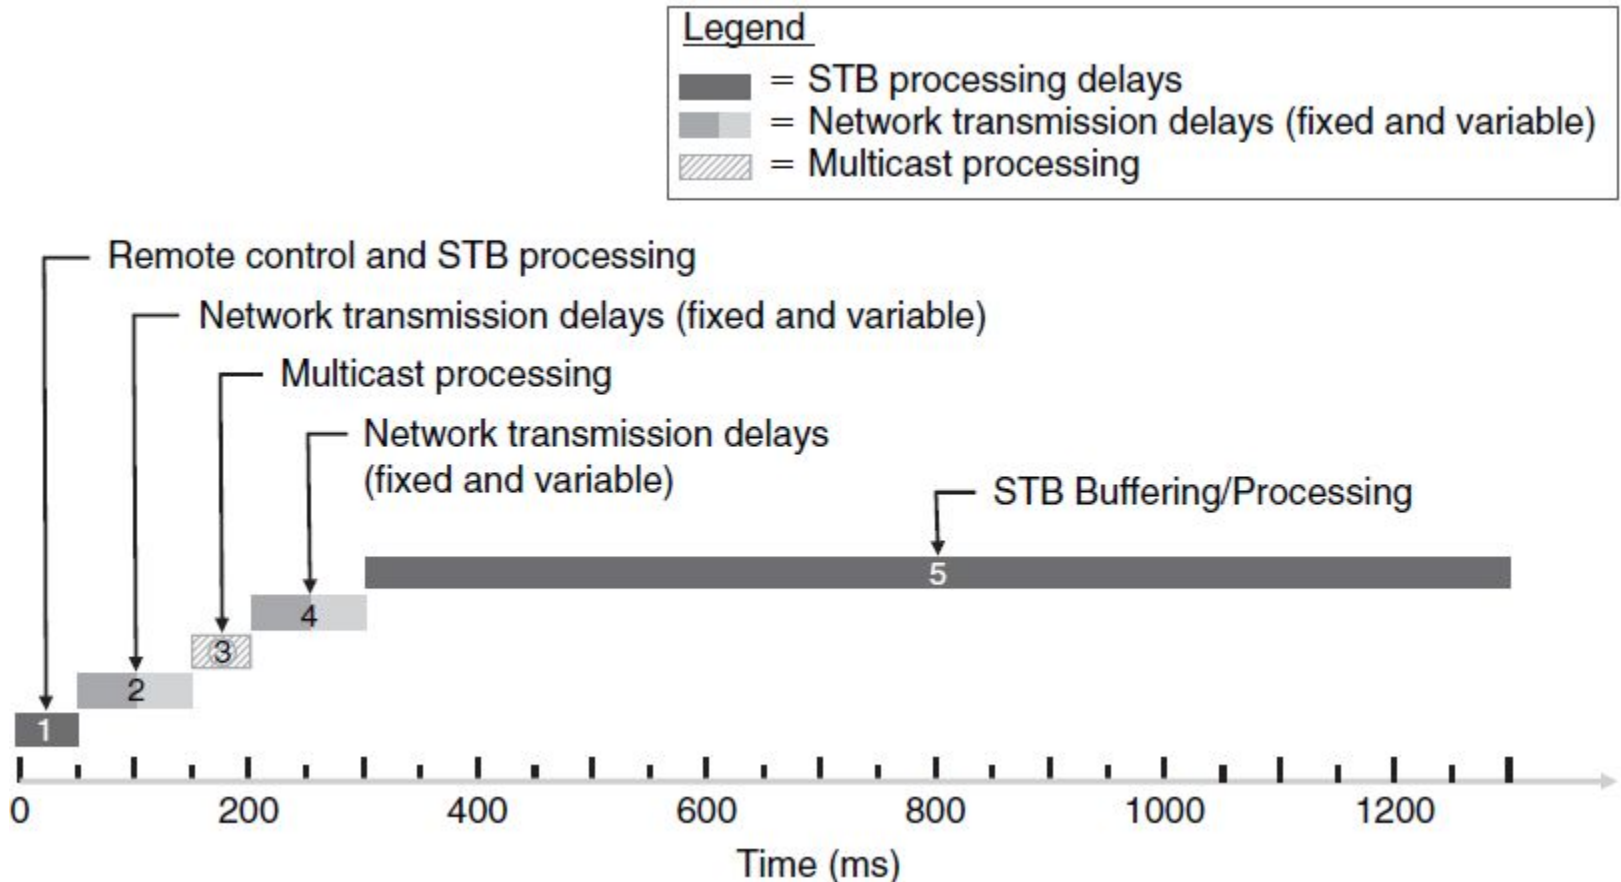 Legend
= STB processing delays
= Network transmission delays (fixed and variable)
= Multicast processing
Remote control and STB processing
Network transmission delays (fixed and variable)
Multicast processing
Network transmission delays
(fixed and variable)
STB Buffering/Processing
5
4
3
2
1
0 200 400 600 800 1000 1200
Time (ms)